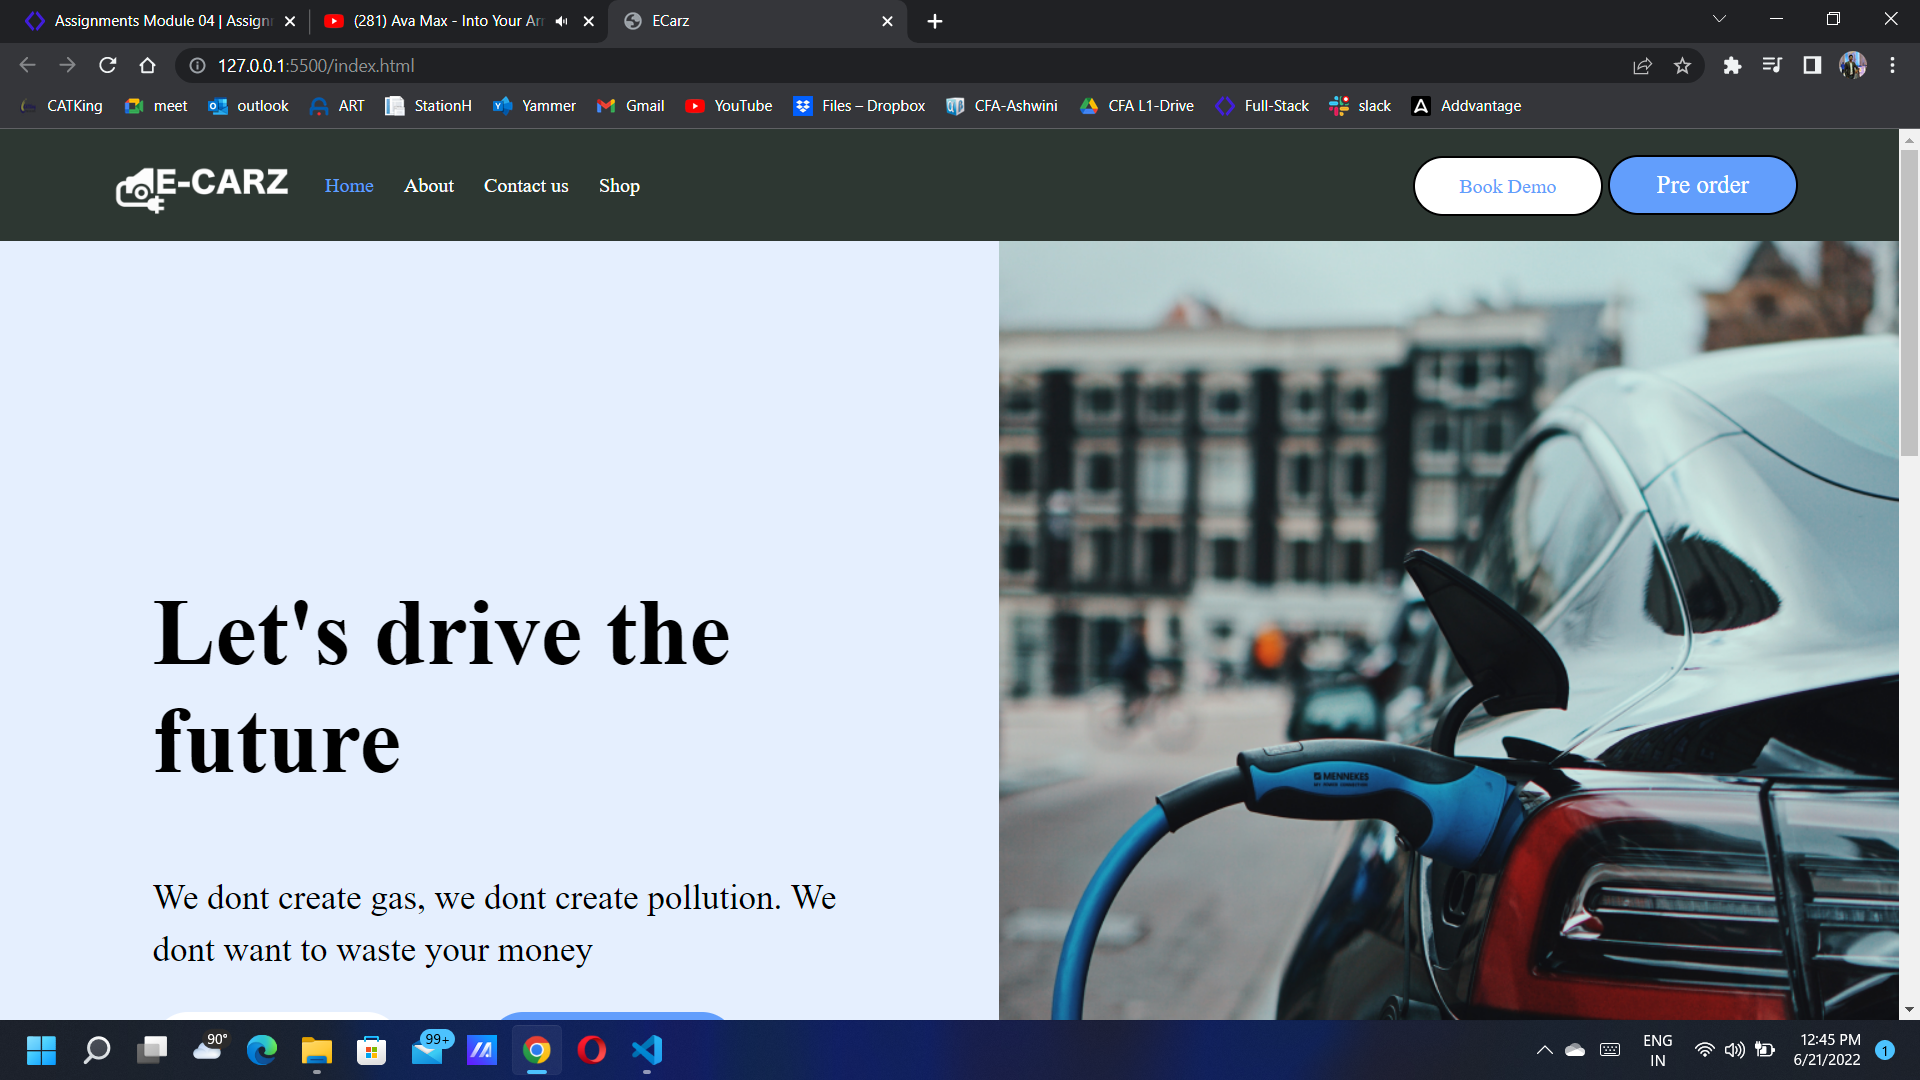 Assignments Module 04 | Assign
(281) Ava Max - Into Your Ar
ECarz
127.0.0.1:5500/index.html
CATKing
meet
outlook
ART
StationH
Yammer
Gmail
YouTube
Files – Dropbox
CFA-Ashwini
CFA L1-Drive
Full-Stack
slack
Addvantage
E-CARZ
Home
About
Contact us
Shop
Book Demo
Pre order
Let's drive the
future
We dont create gas, we dont create pollution. We
dont want to waste your money
MENNEKES
90°
99+
ENG
IN
12:45 PM
6/21/2022
1